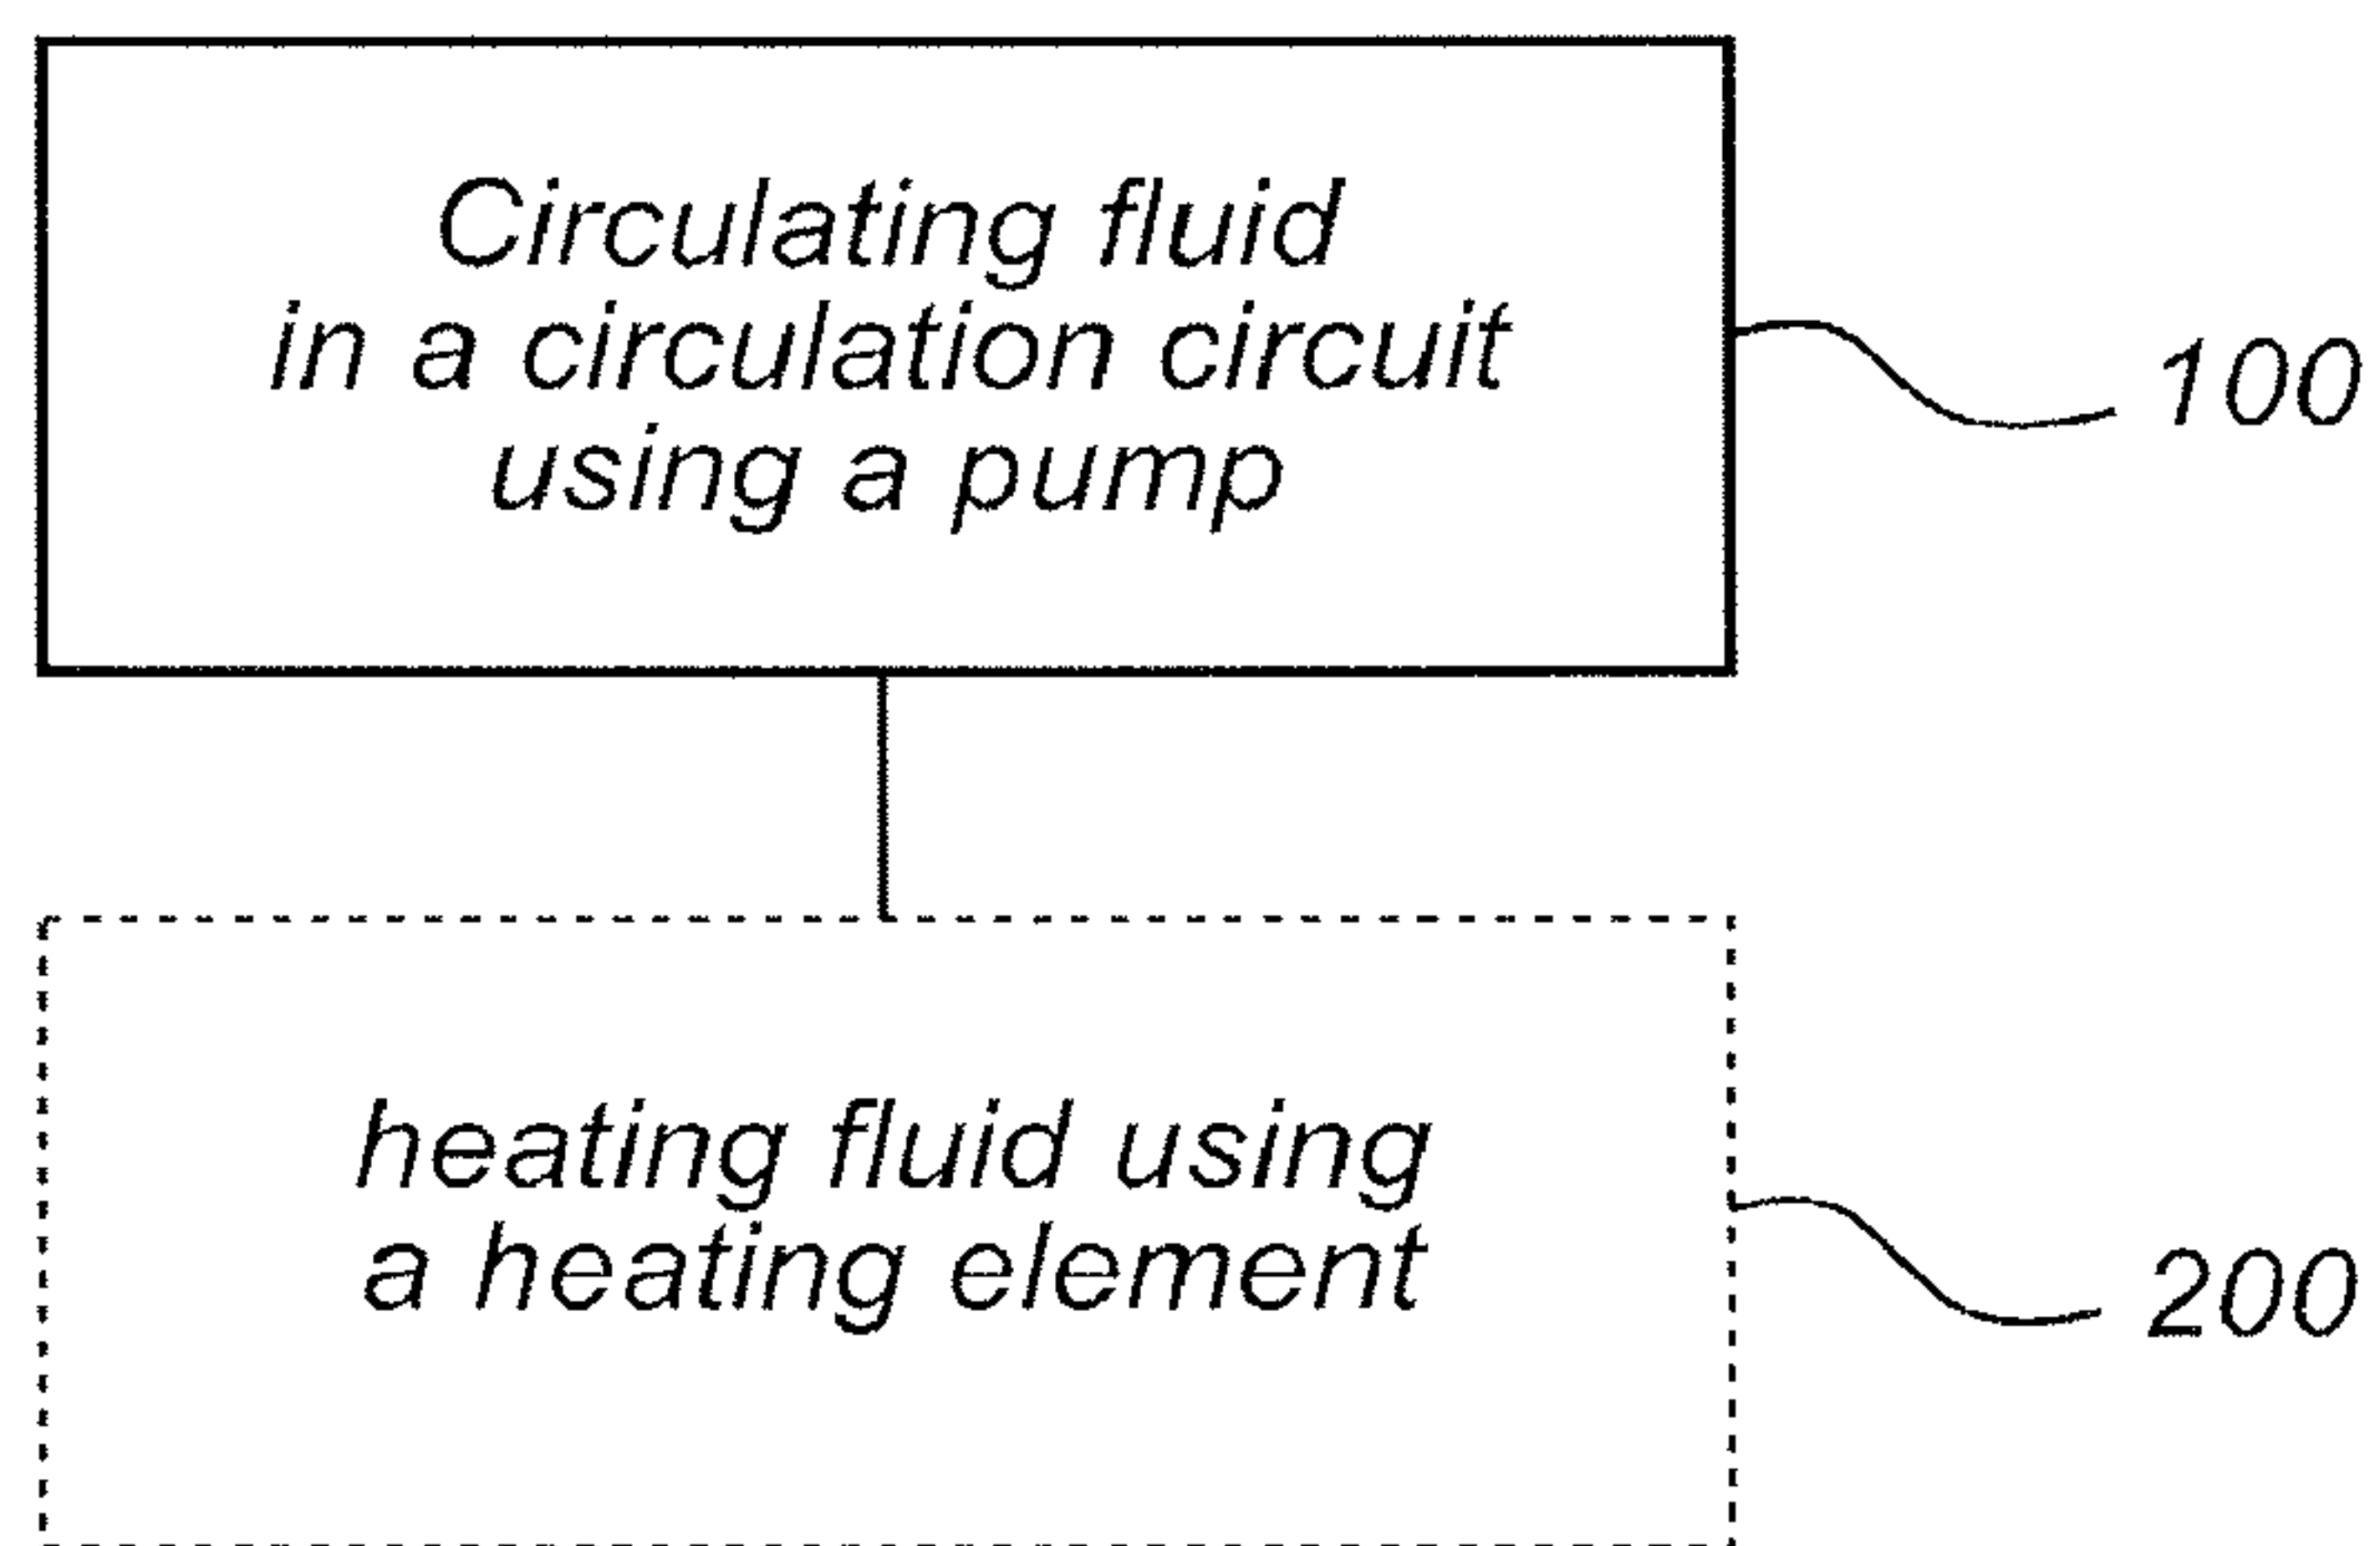 Circulating fluid
in a circulation circuit
using a pump
100
heating fluid using
a heating element
200